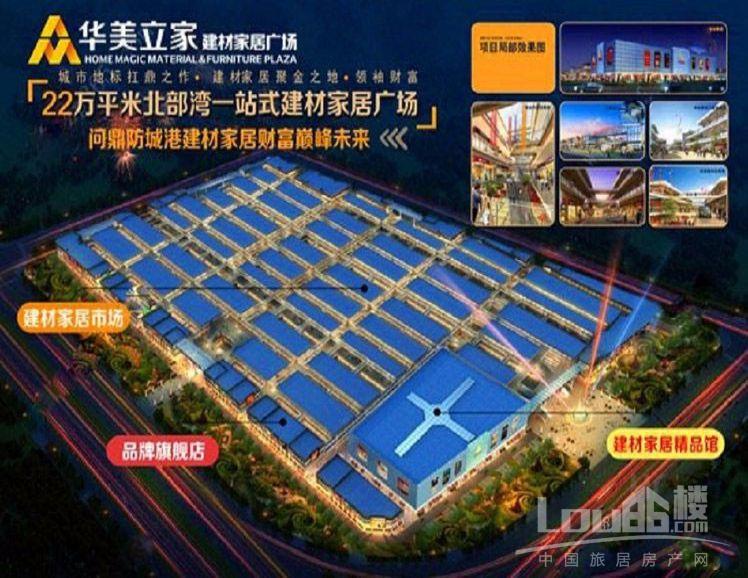 华美立家 建材家居广场
HOME MAGIC MATERIAL & FURNITURE PLAZA
城市地标扛鼎之作·建材家居聚金之地·领袖财富
22万平米北部湾一站式建材家居广场
问鼎防城港建材家居财富巅峰未来
项目局部效果图
建材家居市场
品牌旗舰店
建材家居精品馆
Lou86.com
楼
中国旅居房产网